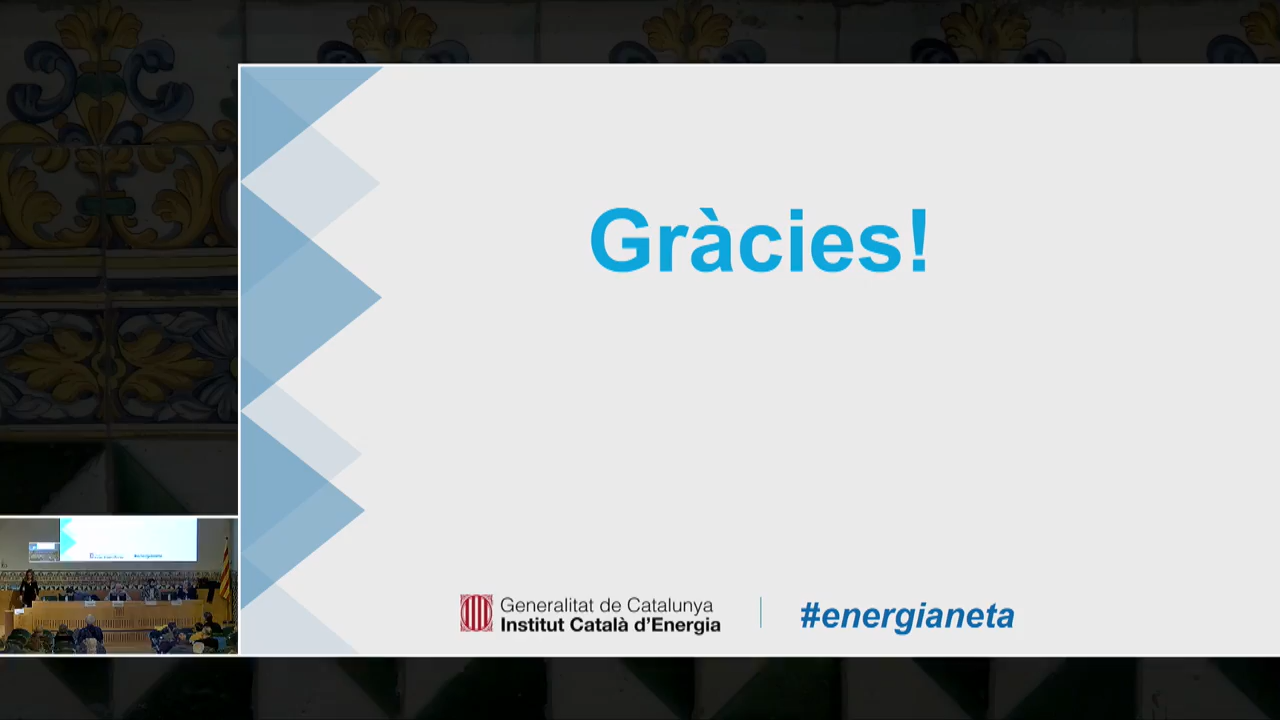 Gràcies!
Generalitat de Catalunya
Institut Català d'Energia
#energianeta